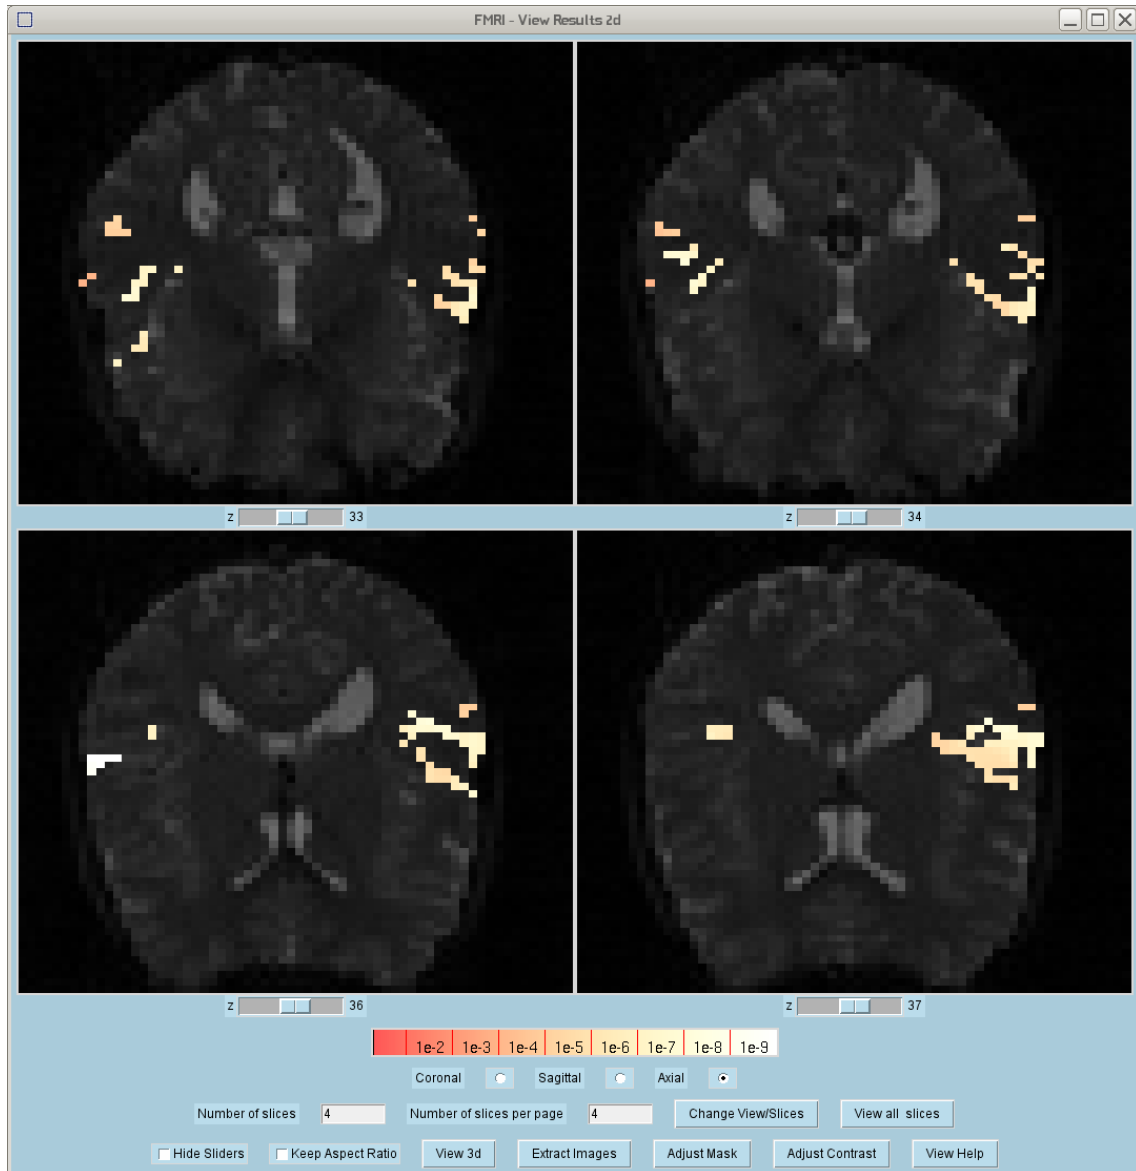 FMRI - View Results 2d
z 33
z 34
z 36
z 37
1e-2 1e-3 1e-4 1e-5 1e-6 1e-7 1e-8 1e-9
Coronal Sagittal Axial
Number of slices 4 Number of slices per page 4 Change View/Slices View all slices
Hide Sliders Keep Aspect Ratio View 3d Extract Images Adjust Mask Adjust Contrast View Help